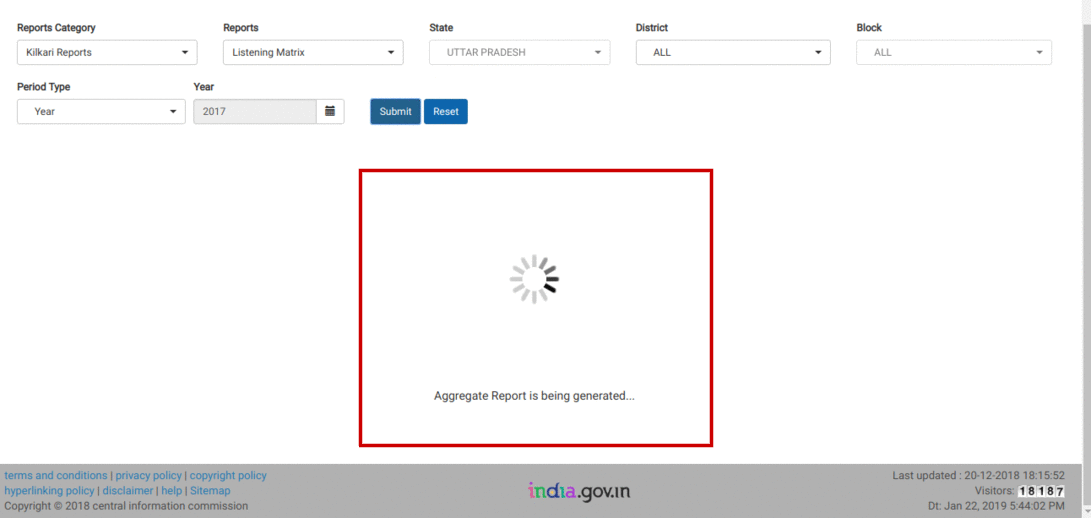 Reports Category Reports State District Block
Kilkari Reports Listening Matrix UTTAR PRADESH ALL ALL
Period Type Year
Year 2017 Submit Reset
Aggregate Report is being generated...
terms and conditions | privacy policy | copyright policy
hyperlinking policy | disclaimer | help | Sitemap
Copyright © 2018 central information commission
india.gov.in
Last updated : 20-12-2018 18:15:52
Visitors: 18187
Dt: Jan 22, 2019 5:44:02 PM